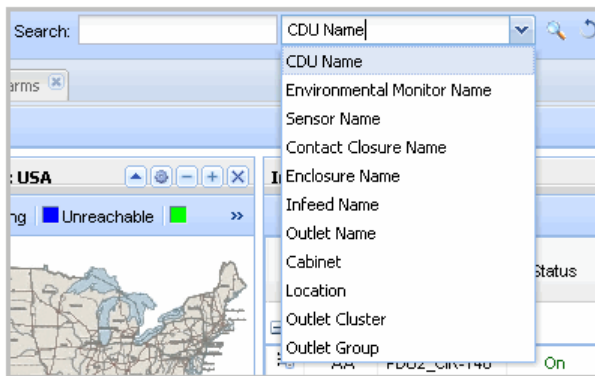 Search: CDU Name
CDU Name
arms
Environmental Monitor Name
Sensor Name
Contact Closure Name
: USA
Enclosure Name
Unreachable
Infeed Name
Outlet Name
Cabinet
Status
Location
Outlet Cluster
Outlet Group
AA
On